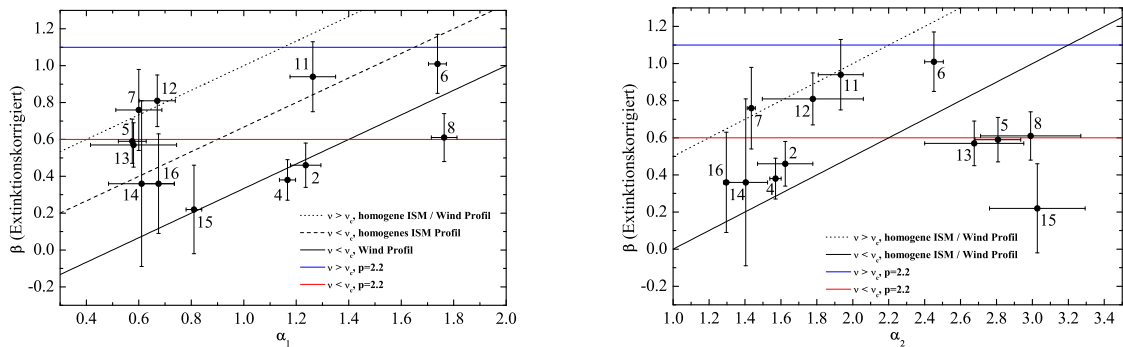 β (Extinktionskorrigiert)
1.2
1.0
0.8
0.6
0.4
0.2
0.0
-0.2
7
12
11
6
5
13
8
16
14
2
4
15
ν > νc, homogene ISM / Wind Profil
ν < νc, homogenes ISM Profil
ν < νc, Wind Profil
ν > νc, p=2.2
ν < νc, p=2.2
0.4 0.6 0.8 1.0 1.2 1.4 1.6 1.8 2.0
α1
β (Extinktionskorrigiert)
1.2
1.0
0.8
0.6
0.4
0.2
0.0
-0.2
6
11
12
7
5
8
13
2
16
4
14
15
ν > νc, homogene ISM / Wind Profil
ν < νc, homogene ISM / Wind Profil
ν > νc, p=2.2
ν < νc, p=2.2
1.0 1.2 1.4 1.6 1.8 2.0 2.2 2.4 2.6 2.8 3.0 3.2 3.4
α2